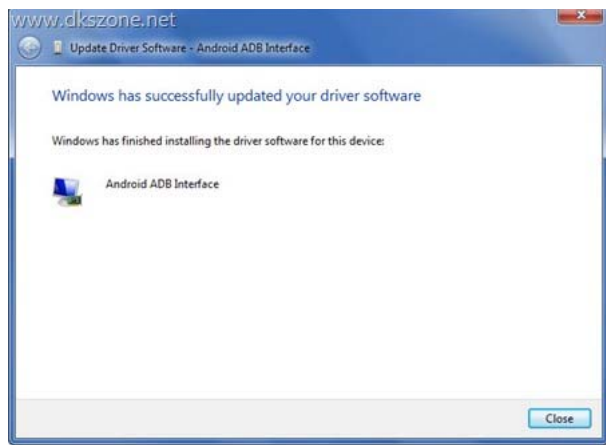 www.dkszone.net
Update Driver Software - Android ADB Interface
Windows has successfully updated your driver software
Windows has finished installing the driver software for this device:
Android ADB Interface
Close